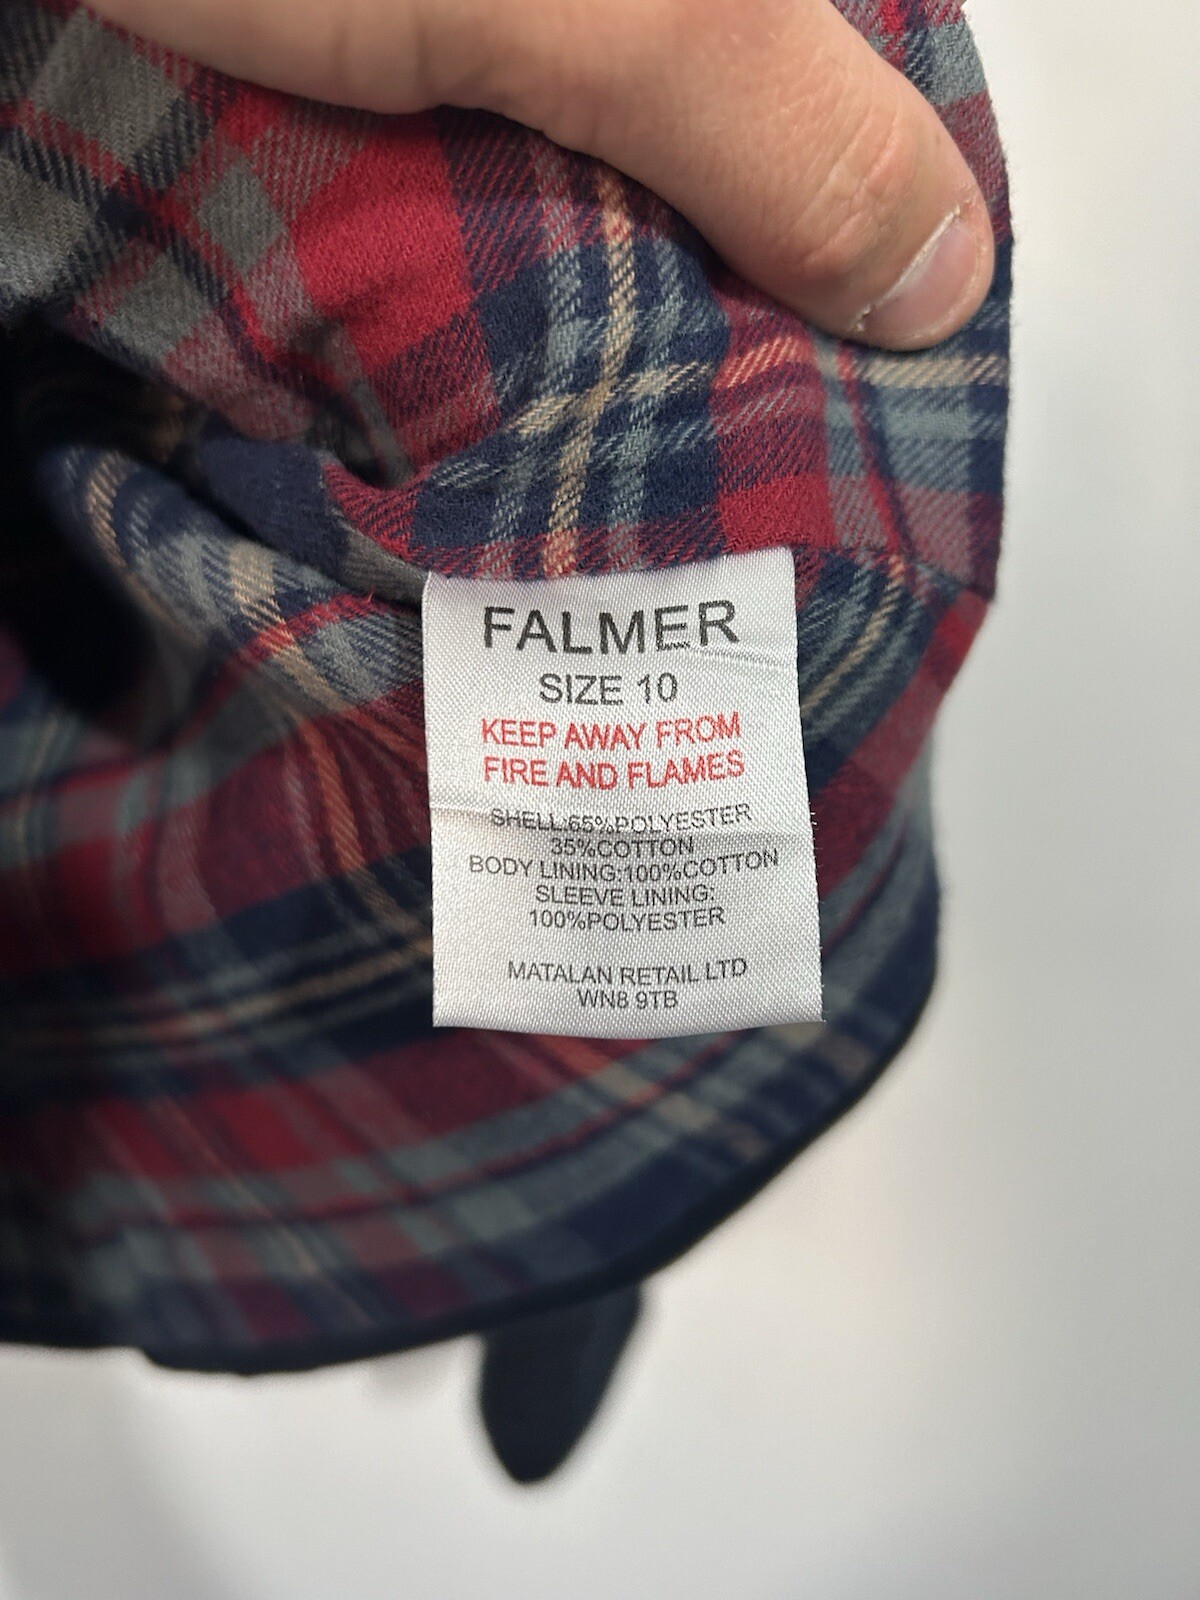 FALMER
SIZE 10
KEEP AWAY FROM
FIRE AND FLAMES
SHELL:65%POLYESTER
35%COTTON
BODY LINING:100%COTTON
SLEEVE LINING:
100%POLYESTER
MATALAN RETAIL LTD
WN8 9TB